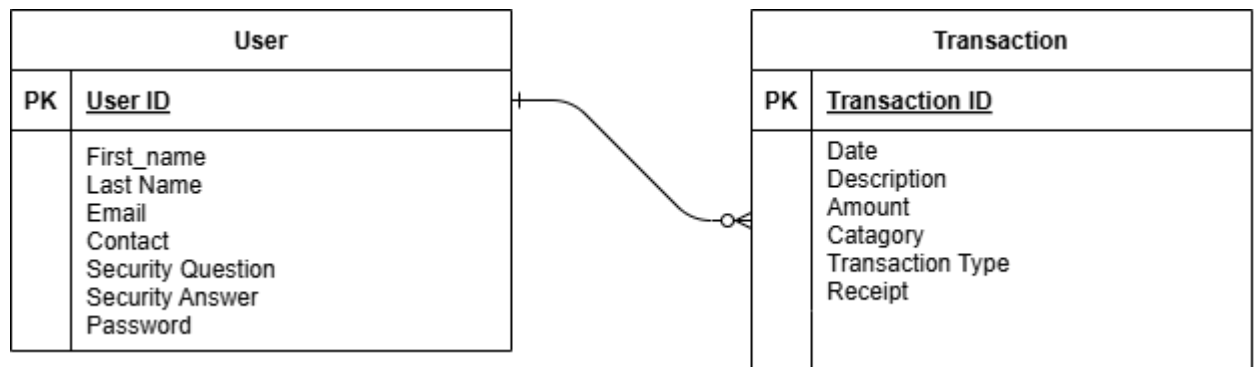 User
PK User ID
First_name
Last Name
Email
Contact
Security Question
Security Answer
Password
Transaction
PK Transaction ID
Date
Description
Amount
Catagory
Transaction Type
Receipt